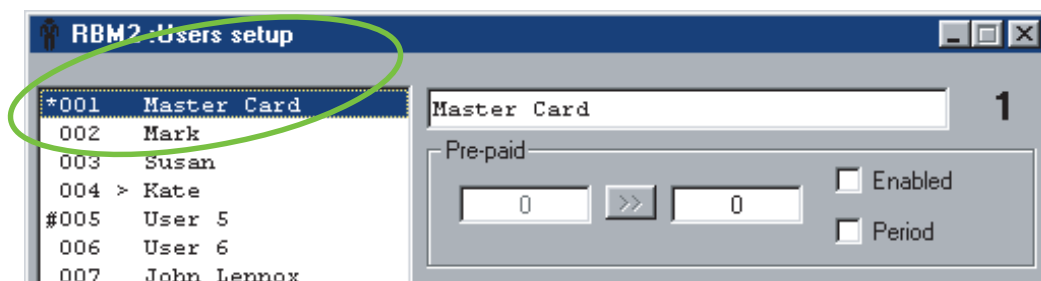 RBM2 :Users setup
*001 Master Card
002 Mark
003 Susan
004 > Kate
#005 User 5
006 User 6
007 John Lennox
Master Card
1
Pre-paid
0 >> 0
Enabled
Period